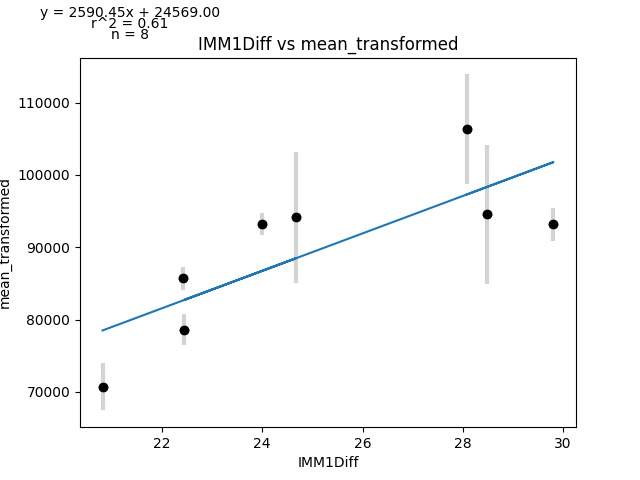 y = 2590.45x + 24569.00
r^2 = 0.61
n = 8
IMM1Diff vs mean_transformed
110000
100000
90000
80000
70000
mean_transformed
22
24
26
28
30
IMM1Diff